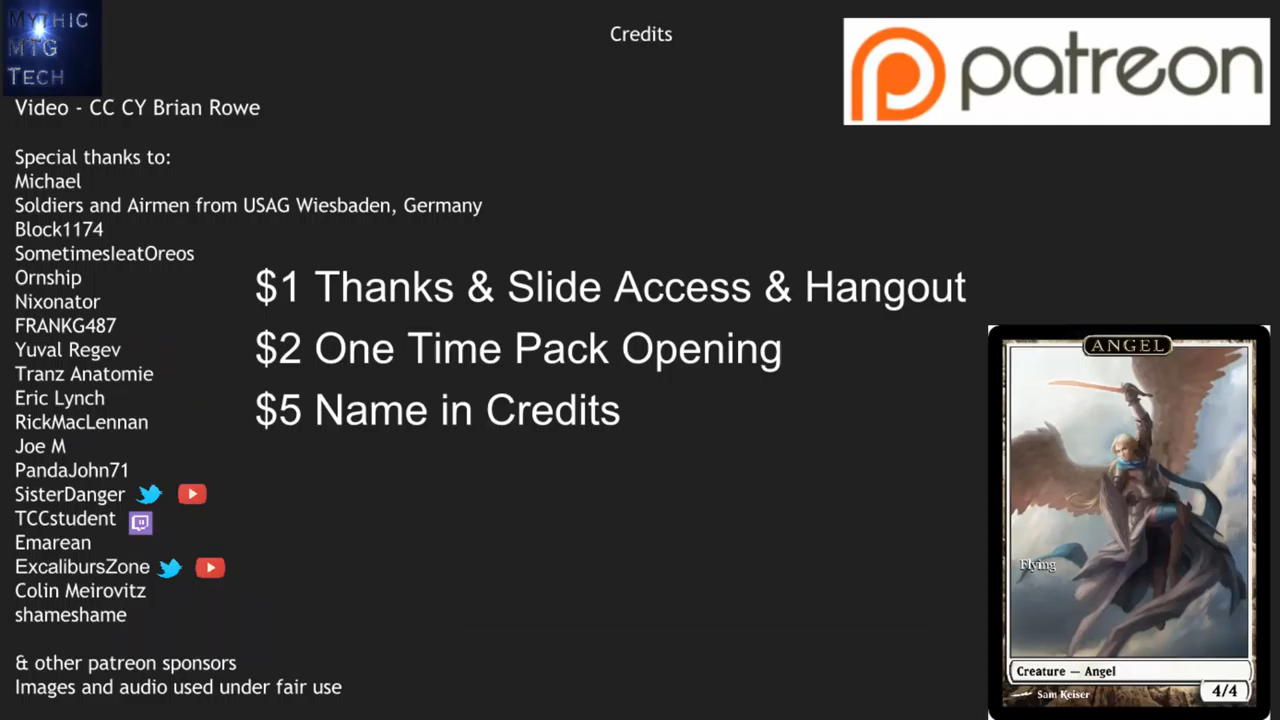 MYTHIC
MTG
TECH
Credits
patreon
Video - CC CY Brian Rowe
Special thanks to:
Michael
Soldiers and Airmen from USAG Wiesbaden, Germany
Block1174
SometimesIeatOreos
Ornship
Nixonator
FRANKG487
Yuval Regev
Tranz Anatomie
Eric Lynch
RickMacLennan
Joe M
PandaJohn71
SisterDanger
TCCstudent
Emarean
ExcalibursZone
Colin Meirovitz
shameshame
& other patreon sponsors
Images and audio used under fair use
$1 Thanks & Slide Access & Hangout
$2 One Time Pack Opening
$5 Name in Credits
ANGEL
Flying
Creature — Angel
Sam Keiser
4/4